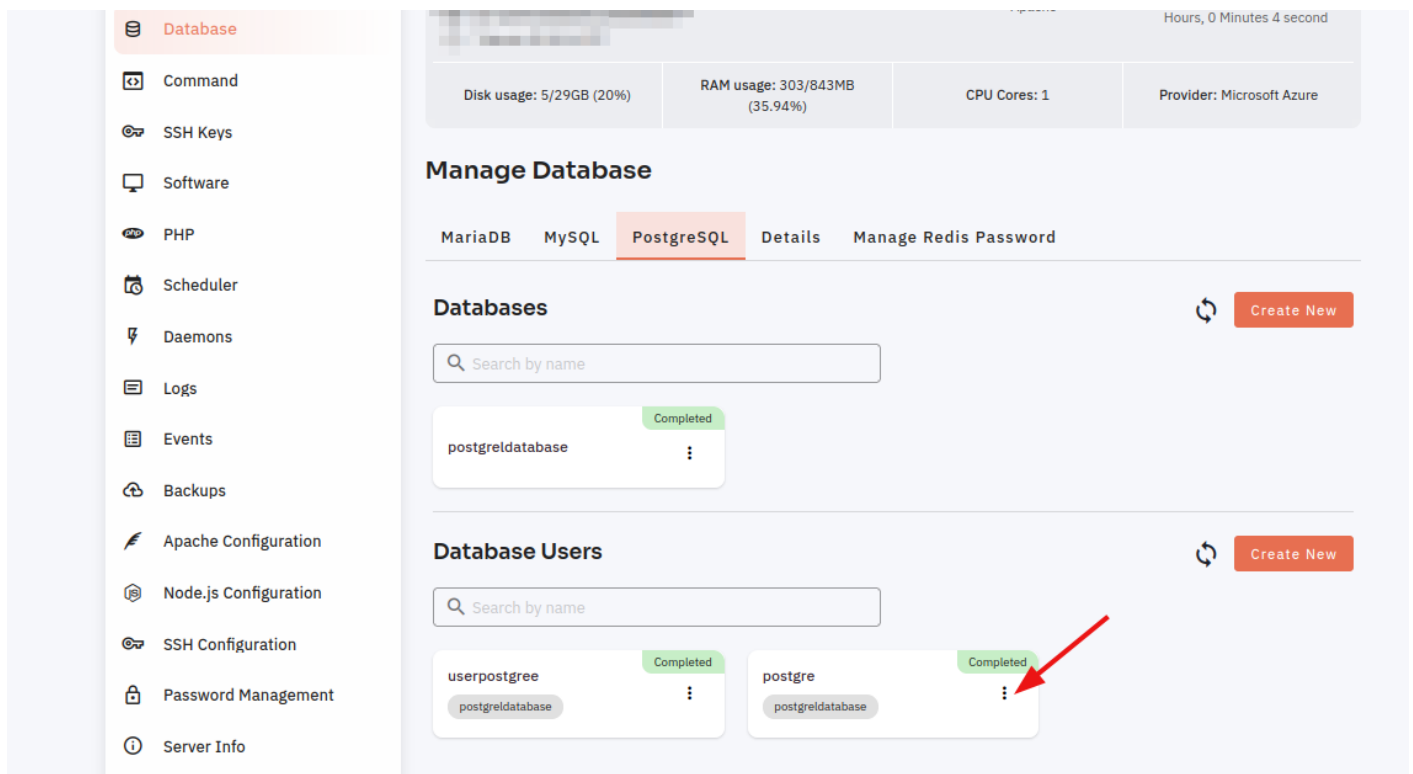 Database
Command
SSH Keys
Software
PHP
Scheduler
Daemons
Logs
Events
Backups
Apache Configuration
Node.js Configuration
SSH Configuration
Password Management
Server Info
Hours, 0 Minutes 4 second
Disk usage: 5/29GB (20%)
RAM usage: 303/843MB
(35.94%)
CPU Cores: 1
Provider: Microsoft Azure
Manage Database
MariaDB MySQL PostgreSQL Details Manage Redis Password
Databases
Create New
Search by name
Completed
postgreldatabase
Database Users
Create New
Search by name
Completed
userpostgree
postgreldatabase
Completed
postgre
postgreldatabase